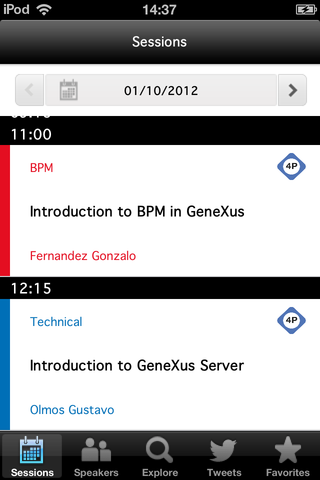 iPod 14:37
Sessions
01/10/2012
11:00
BPM
4P
Introduction to BPM in GeneXus
Fernandez Gonzalo
12:15
Technical
4P
Introduction to GeneXus Server
Olmos Gustavo
Sessions Speakers Explore Tweets Favorites